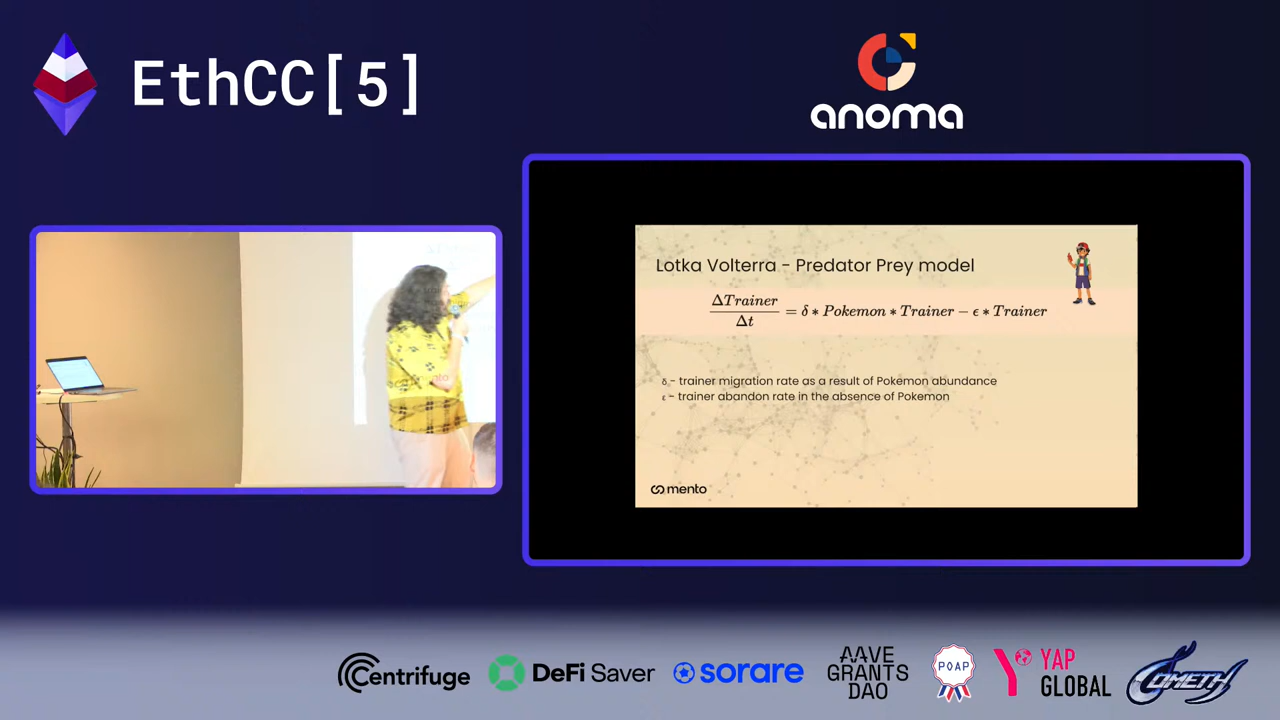 EthCC[5]
anoma
Lotka Volterra - Predator Prey model
ΔTrainer
Δt
= δ ∗ Pokemon ∗ Trainer − ϵ ∗ Trainer
δ - trainer migration rate as a result of Pokemon abundance
ε - trainer abandon rate in the absence of Pokemon
mento
Centrifuge
DeFi Saver
sorare
AAVE
GRANTS
DAO
POAP
YAP
GLOBAL
COMETH